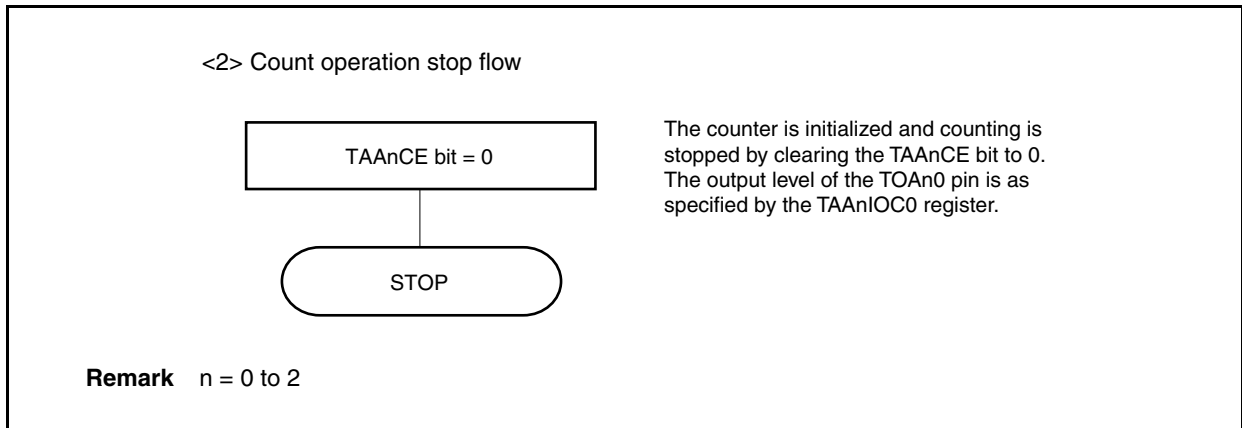 <2> Count operation stop flow
TAAnCE bit = 0
The counter is initialized and counting is
stopped by clearing the TAAnCE bit to 0.
The output level of the TOAn0 pin is as
specified by the TAAnIOC0 register.
STOP
Remark n = 0 to 2